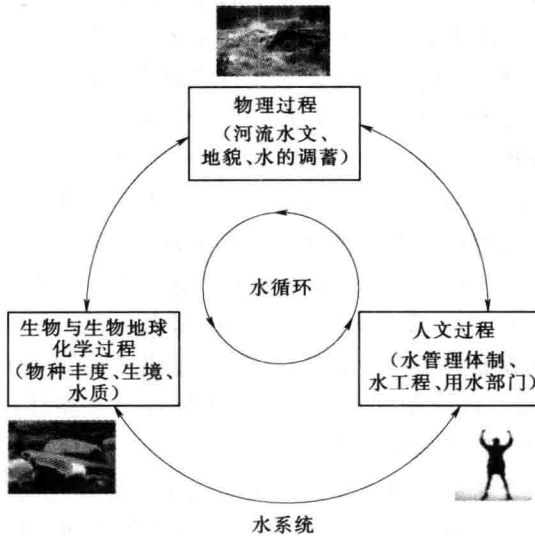 物理过程
（河流水文、
地貌、水的调蓄）
水循环
生物与生物地球
化学过程
（物种丰度、生境、
水质）
人文过程
（水管理体制、
水工程、用水部门）
水系统